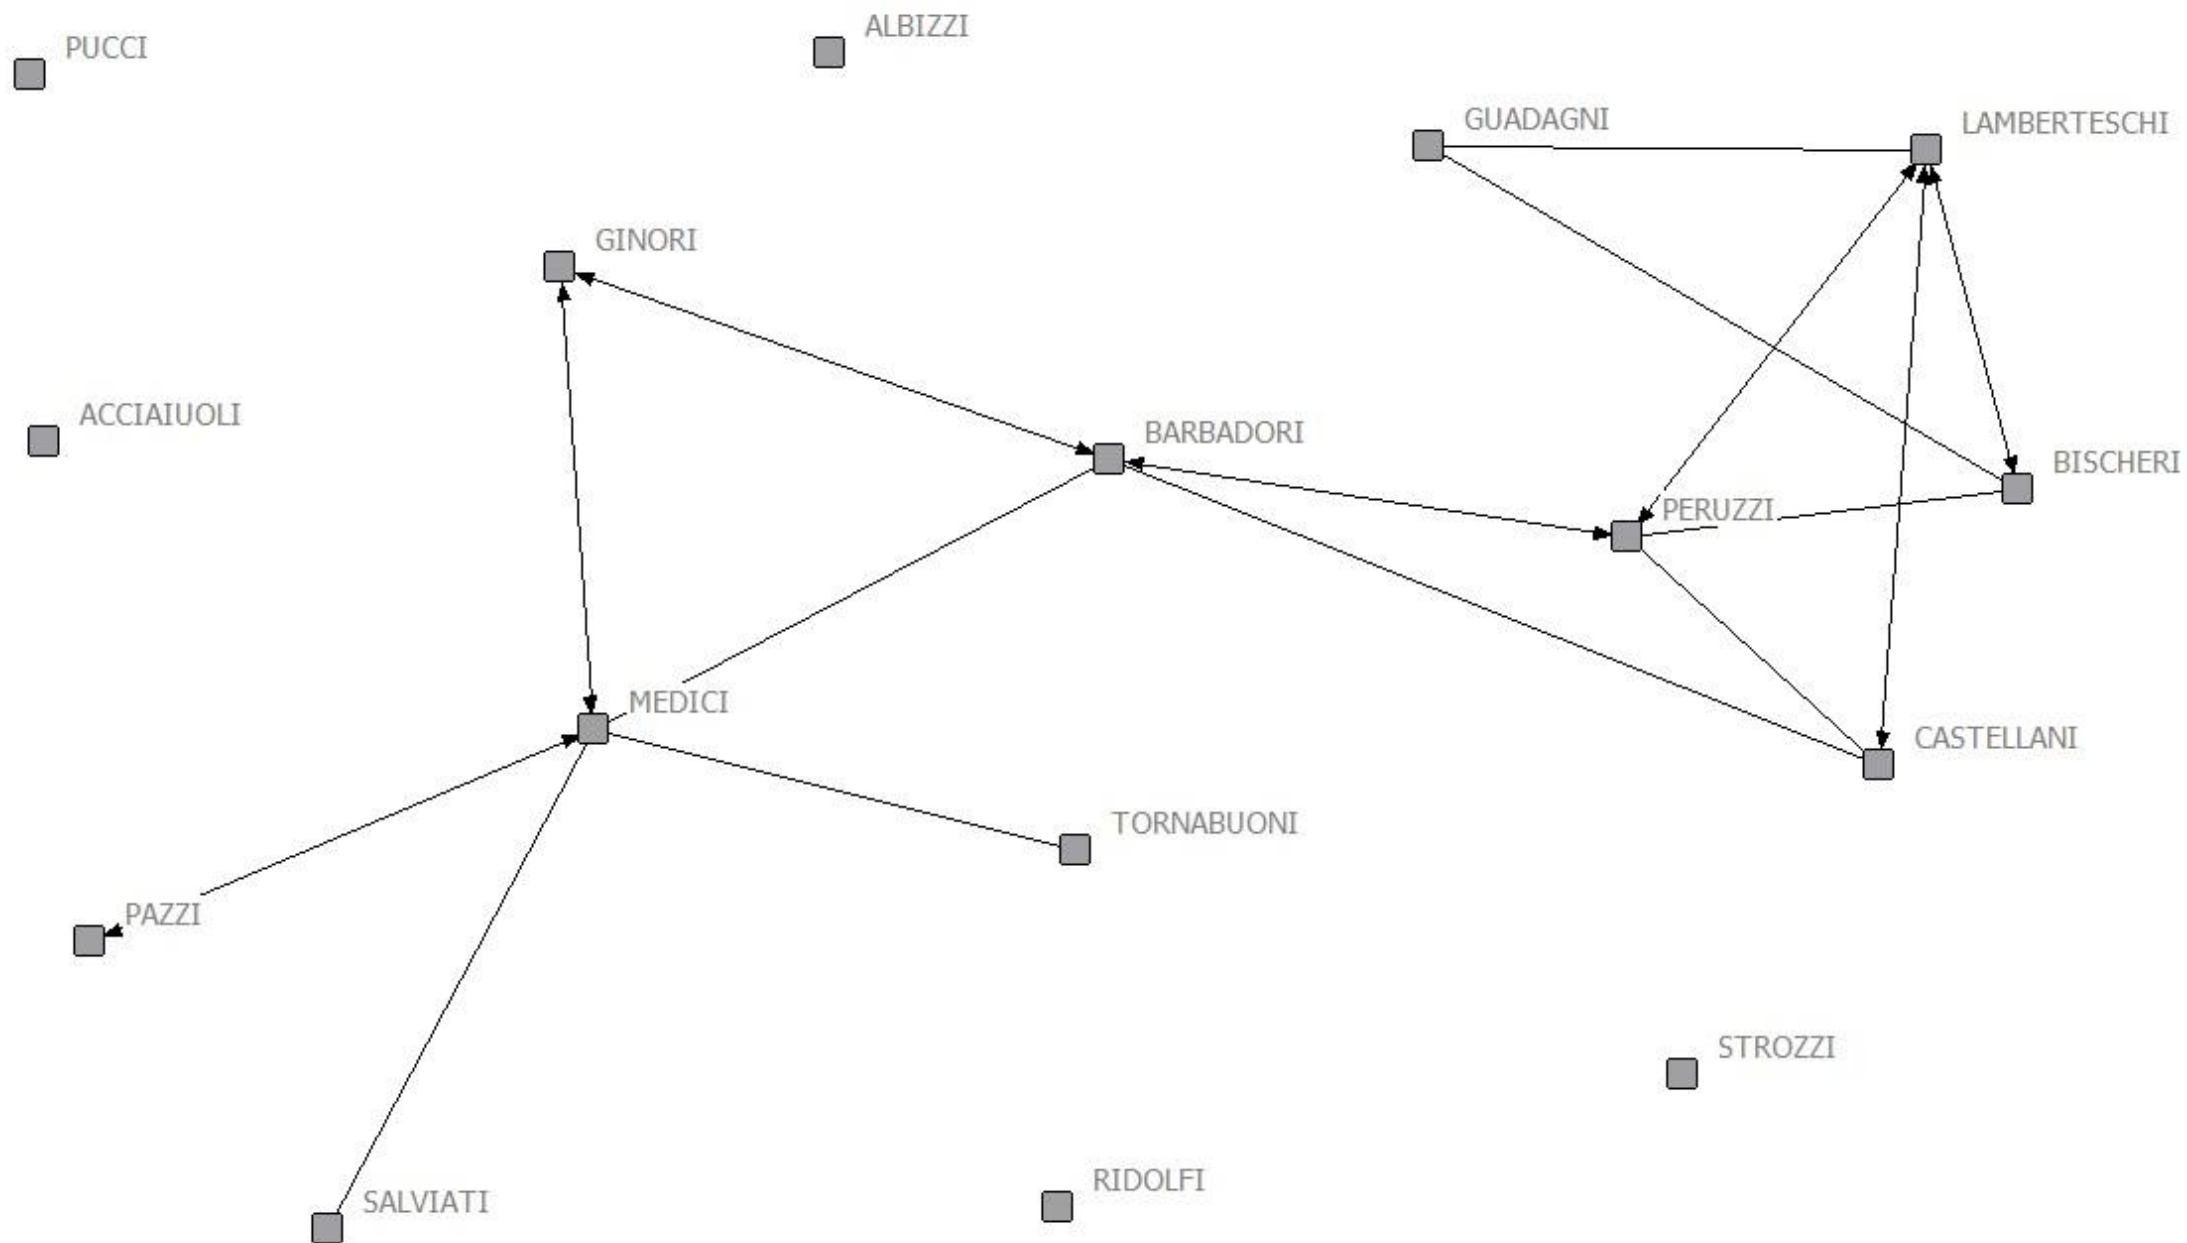 PUCCI
ALBIZZI
GUADAGNI
LAMBERTESCHI
GINORI
ACCIAIUOLI
BARBADORI
BISCHERI
PERUZZI
MEDICI
CASTELLANI
TORNABUONI
PAZZI
STROZZI
RIDOLFI
SALVIATI